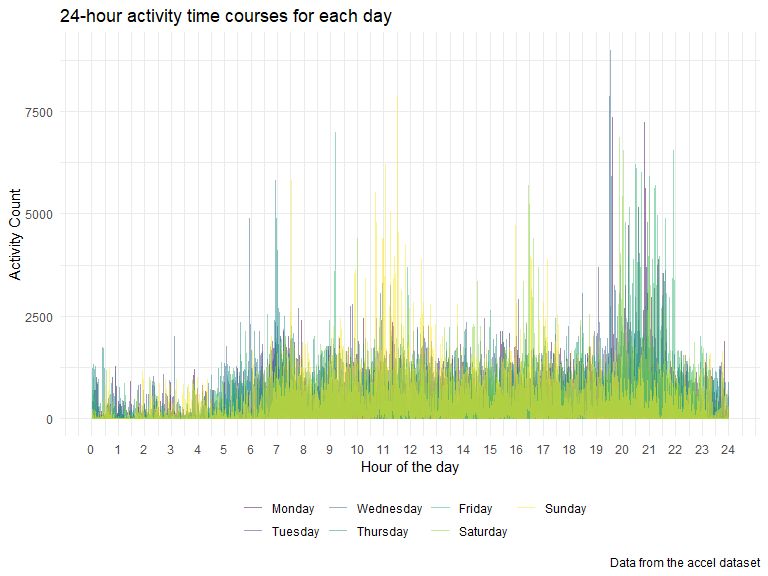 24-hour activity time courses for each day
Activity Count
7500
5000
2500
0
0 1 2 3 4 5 6 7 8 9 10 11 12 13 14 15 16 17 18 19 20 21 22 23 24
Hour of the day
Monday Wednesday Friday Sunday
Tuesday Thursday Saturday
Data from the accel dataset